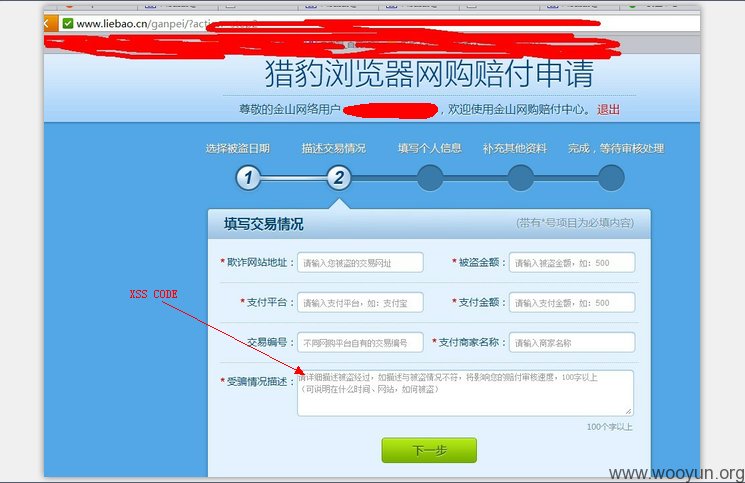 www.liebao.cn/ganpei/?action=step2
猎豹浏览器网购赔付申请
尊敬的金山网络用户 ，欢迎使用金山网购赔付中心。 退出
选择被盗日期 描述交易情况 填写个人信息 补充其他资料 完成，等待审核处理
1 2
填写交易情况 （带有*号项目为必填内容）
* 欺诈网站地址： 请输入您被盗的交易网址 * 被盗金额： 请输入被盗金额，如：500
XSS CODE
* 支付平台： 请输入支付平台，如：支付宝 * 支付金额： 请输入支付金额，如：500
交易编号： 不同网购平台自有的交易编号 * 支付商家名称： 请输入商家名称
* 受骗情况描述： 请详细描述被盗经过，如描述与被盗情况不符，将影响您的赔付审核速度，100字以上
（可说明在什么时间、网站，如何被盗）
100个字以上
下一步
www.wooyun.org